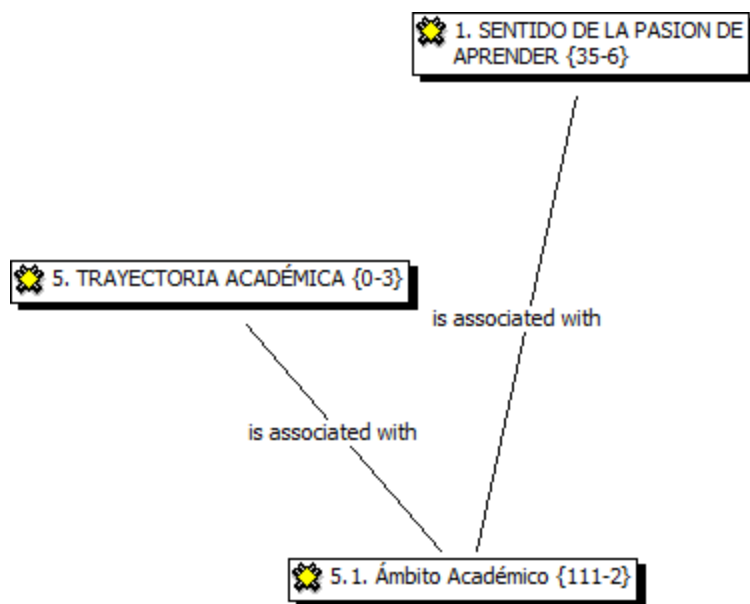 1. SENTIDO DE LA PASION DE
APRENDER {35-6}
5. TRAYECTORIA ACADÉMICA {0-3}
is associated with
is associated with
5.1. Ámbito Académico {111-2}